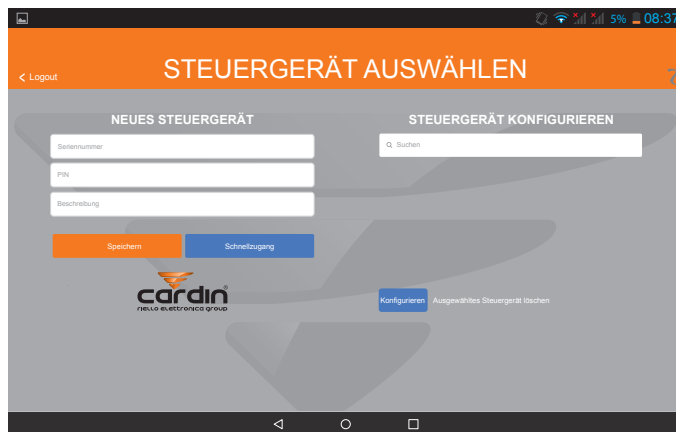 5% 08:37
Logout
STEUERGERÄT AUSWÄHLEN
NEUES STEUERGERÄT
Seriennummer
PIN
Beschreibung
Speichern Schnellzugang
cardin®
riello elettronica group
STEUERGERÄT KONFIGURIEREN
Suchen
Konfigurieren Ausgewähltes Steuergerät löschen